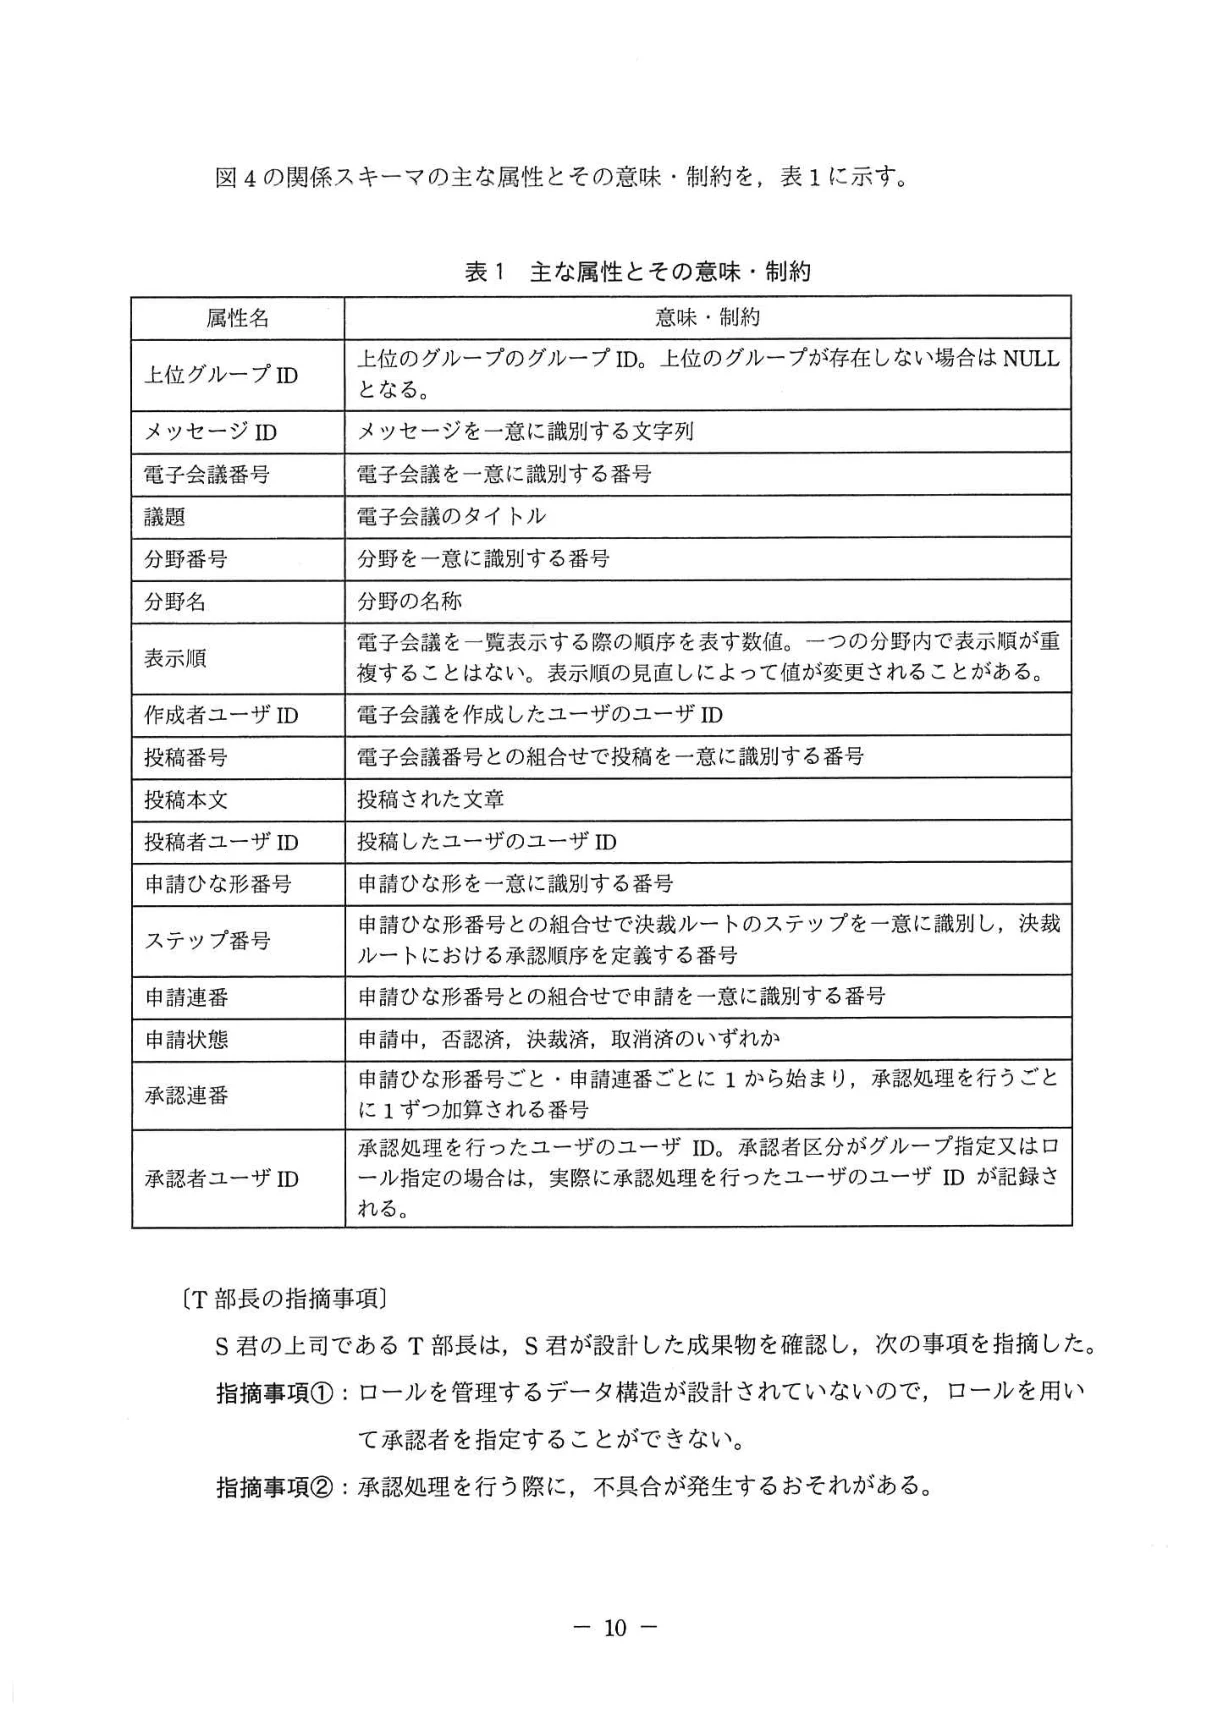 図4の関係スキーマの主な属性とその意味・制約を，表1に示す。
表1　主な属性とその意味・制約
属性名　意味・制約
上位グループID　上位のグループのグループID。上位のグループが存在しない場合はNULL
となる。
メッセージID　メッセージを一意に識別する文字列
電子会議番号　電子会議を一意に識別する番号
議題　電子会議のタイトル
分野番号　分野を一意に識別する番号
分野名　分野の名称
表示順　電子会議を一覧表示する際の順序を表す数値。一つの分野内で表示順が重
複することはない。表示順の見直しによって値が変更されることがある。
作成者ユーザID　電子会議を作成したユーザのユーザID
投稿番号　電子会議番号との組合せで投稿を一意に識別する番号
投稿本文　投稿された文章
投稿者ユーザID　投稿したユーザのユーザID
申請ひな形番号　申請ひな形を一意に識別する番号
ステップ番号　申請ひな形番号との組合せで決裁ルートのステップを一意に識別し，決裁
ルートにおける承認順序を定義する番号
申請連番　申請ひな形番号との組合せで申請を一意に識別する番号
申請状態　申請中，否認済，決裁済，取消済のいずれか
承認連番　申請ひな形番号ごと・申請連番ごとに1から始まり，承認処理を行うごと
に1ずつ加算される番号
承認者ユーザID　承認処理を行ったユーザのユーザID。承認者区分がグループ指定又はロ
ール指定の場合は，実際に承認処理を行ったユーザのユーザIDが記録さ
れる。
〔T部長の指摘事項〕
S君の上司であるT部長は，S君が設計した成果物を確認し，次の事項を指摘した。
指摘事項①：ロールを管理するデータ構造が設計されていないので，ロールを用い
て承認者を指定することができない。
指摘事項②：承認処理を行う際に，不具合が発生するおそれがある。
－ 10 －